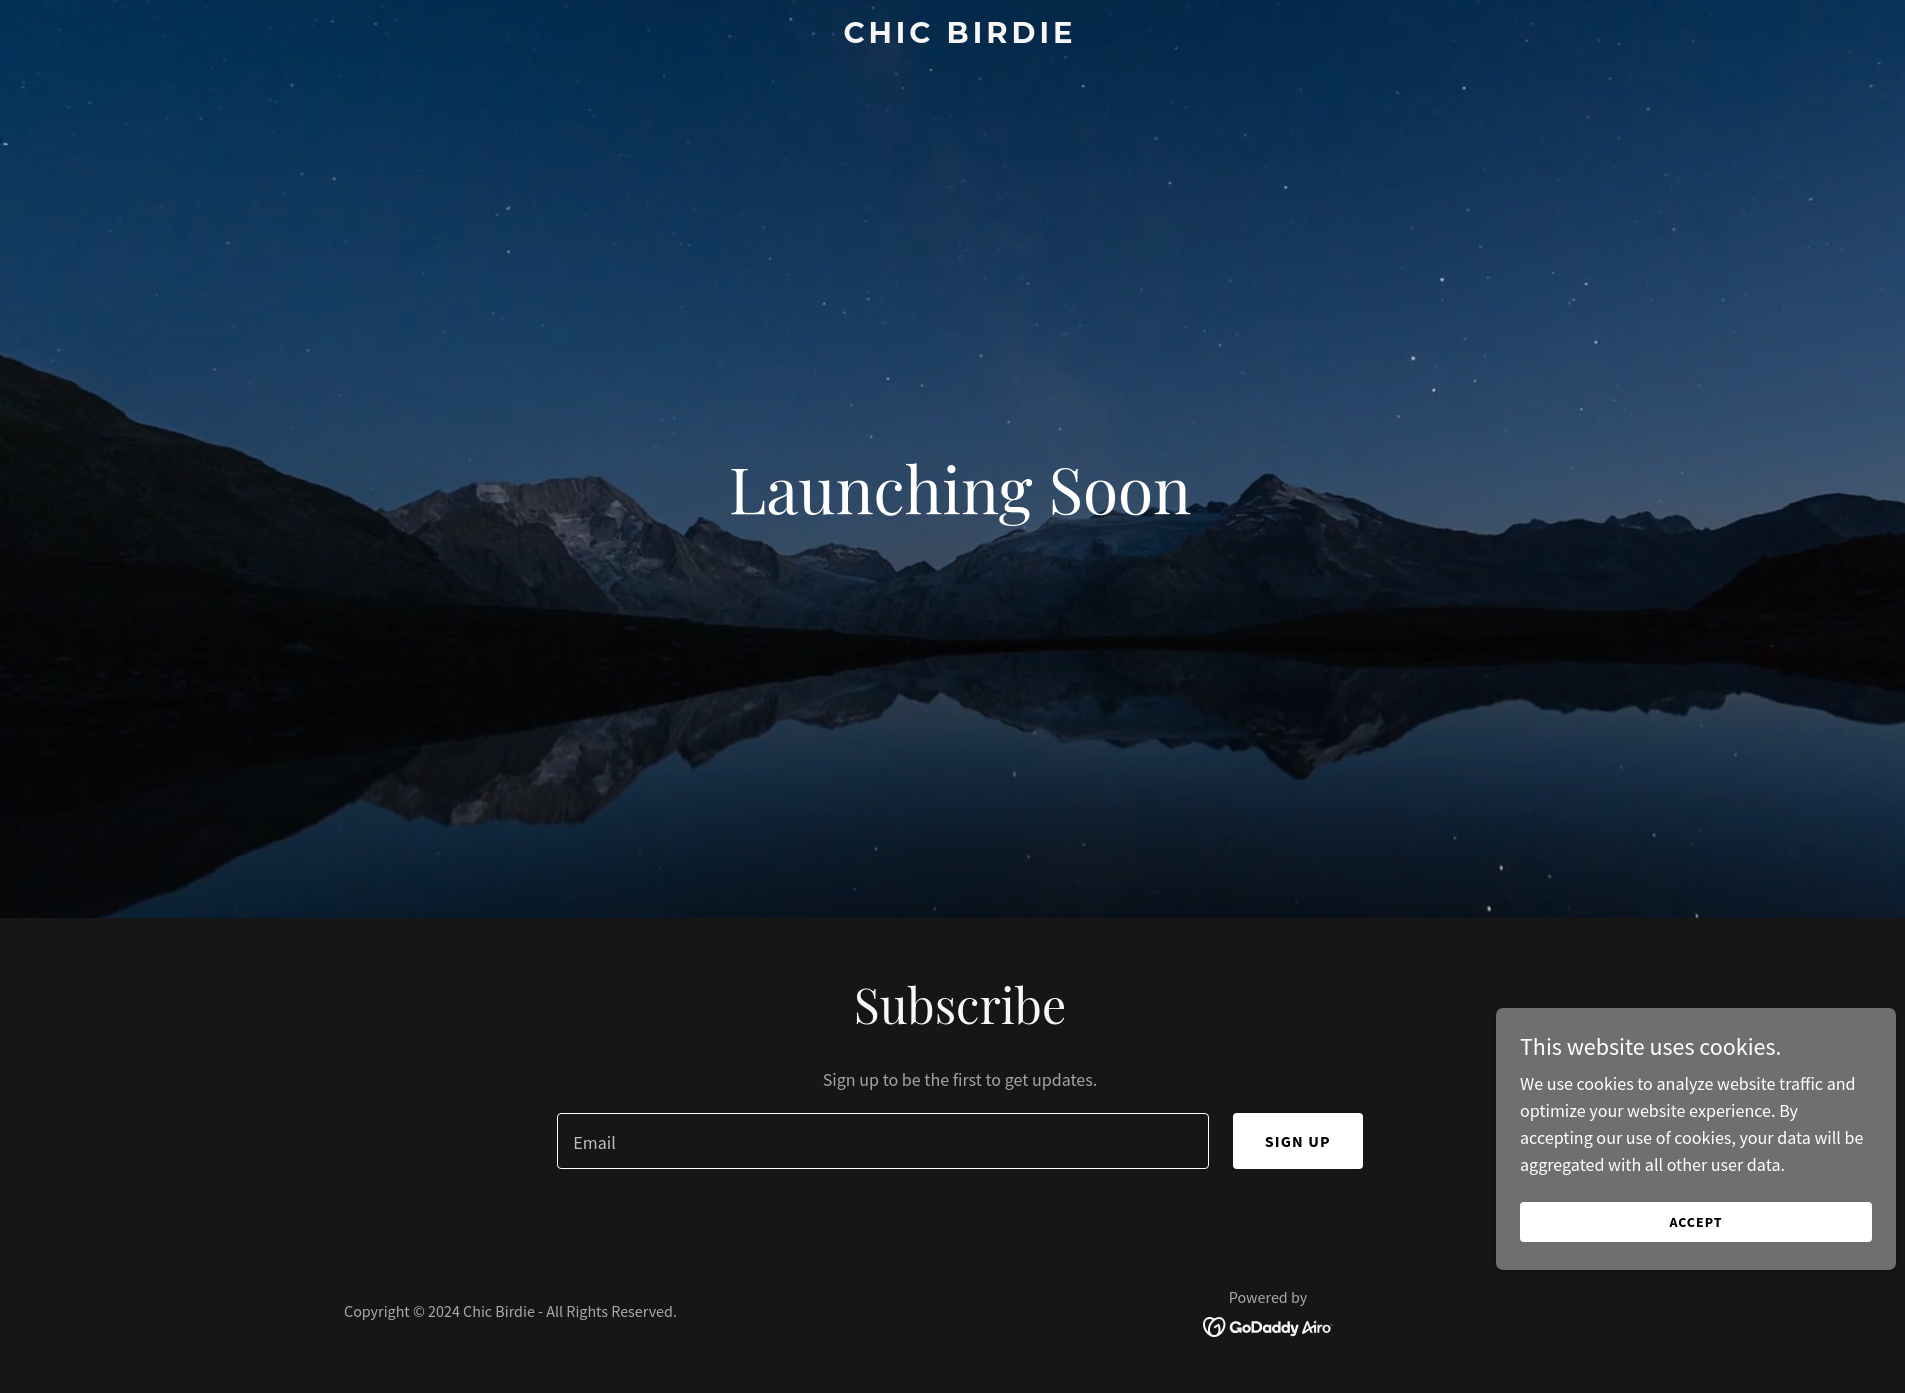 CHIC BIRDIE
Launching Soon
Subscribe
Sign up to be the first to get updates.
Email
SIGN UP
This website uses cookies.
We use cookies to analyze website traffic and
optimize your website experience. By
accepting our use of cookies, your data will be
aggregated with all other user data.
ACCEPT
Copyright © 2024 Chic Birdie - All Rights Reserved.
Powered by
GoDaddy Airo